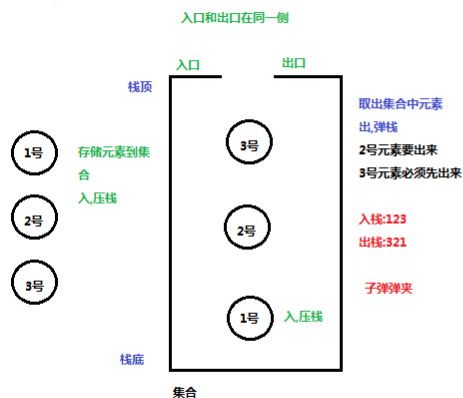 入口和出口在同一侧
入口
出口
栈顶
取出集合中元素
出,弹栈
2号元素要出来
3号元素必须先出来
入栈:123
出栈:321
子弹弹夹
1号
2号
3号
存储元素到集
合
入,压栈
3号
2号
1号
入,压栈
栈底
集合